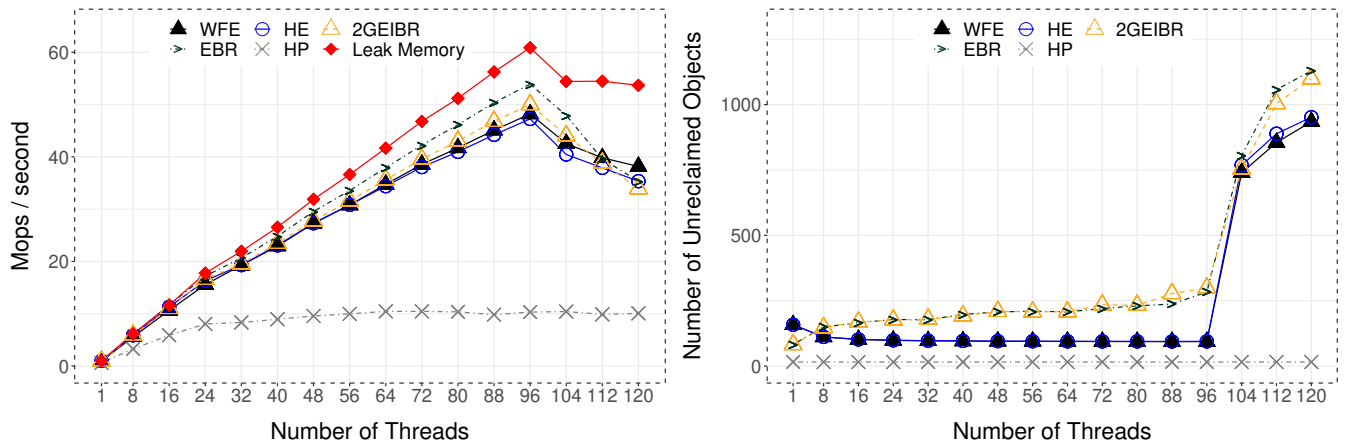 WFE HE 2GEIBR
EBR HP Leak Memory
Mops / second
60
40
20
0
1 8 16 24 32 40 48 56 64 72 80 88 96 104 112 120
Number of Threads
WFE HE 2GEIBR
EBR HP
Number of Unreclaimed Objects
1000
500
0
1 8 16 24 32 40 48 56 64 72 80 88 96 104 112 120
Number of Threads